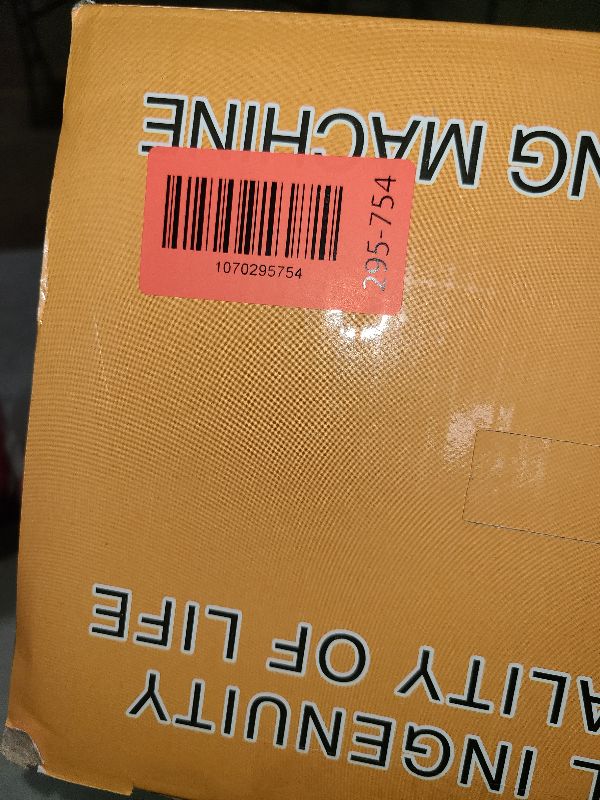 1070295754
295-754
L INGENUITY
ALITY OF LIFE
NG MACHINE